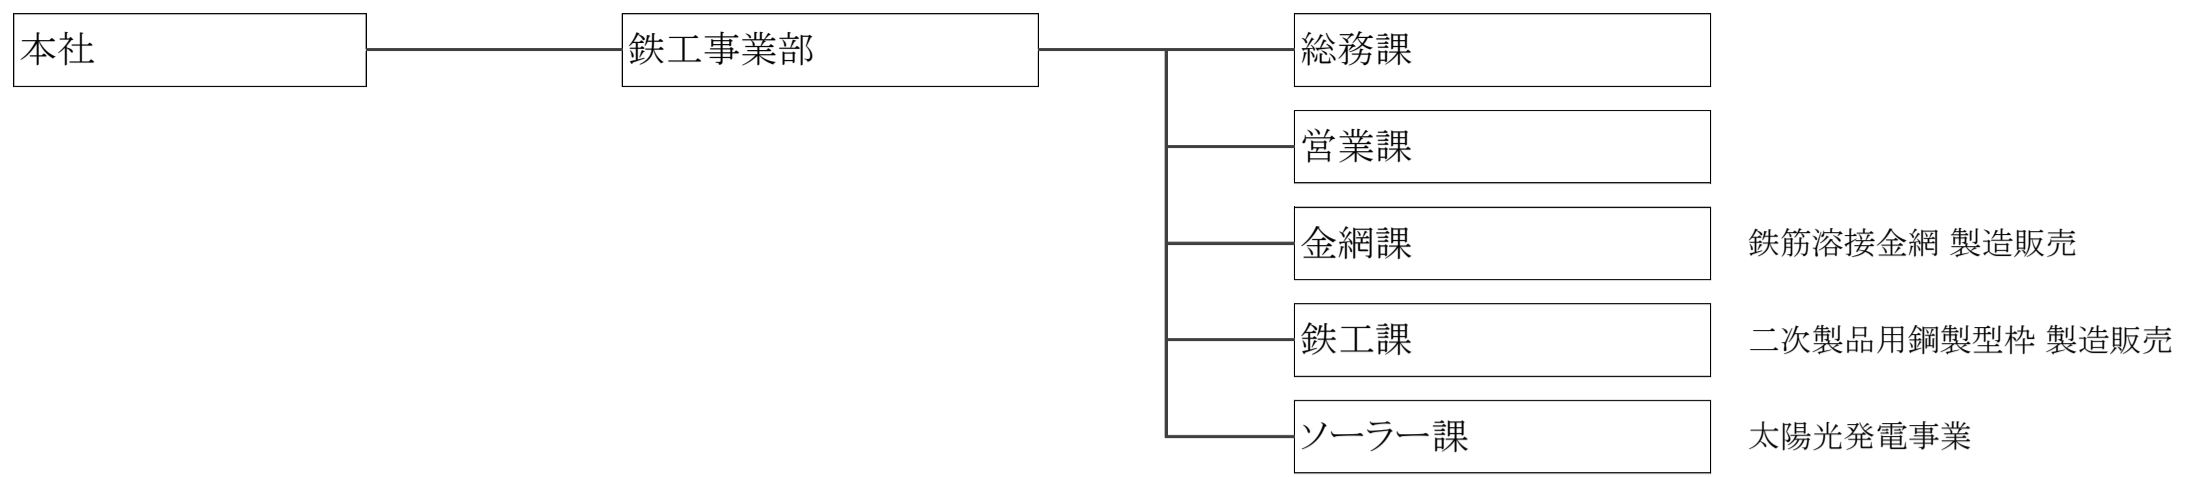 本社
鉄工事業部
総務課
営業課
金網課
鉄筋溶接金網 製造販売
鉄工課
二次製品用鋼製型枠 製造販売
ソーラー課
太陽光発電事業